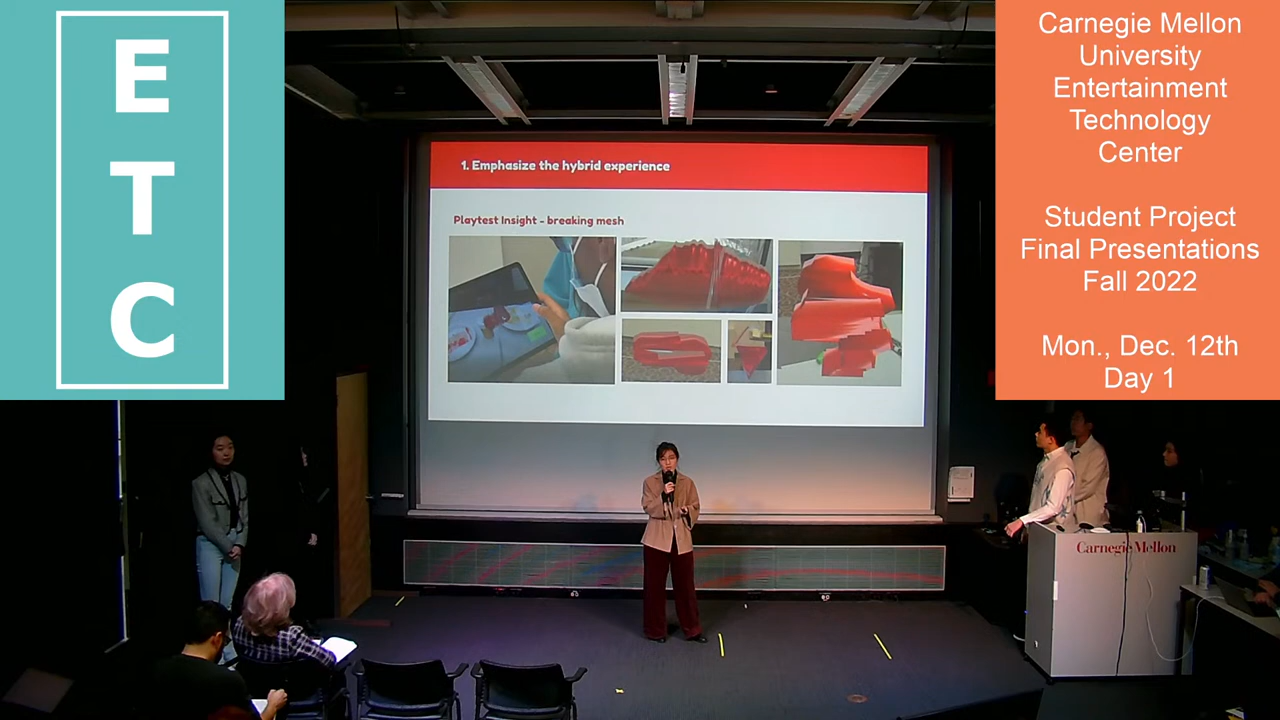 E
T
C
Carnegie Mellon
University
Entertainment
Technology
Center
Student Project
Final Presentations
Fall 2022
Mon., Dec. 12th
Day 1
1. Emphasize the hybrid experience
Playtest Insight - breaking mesh
Carnegie Mellon